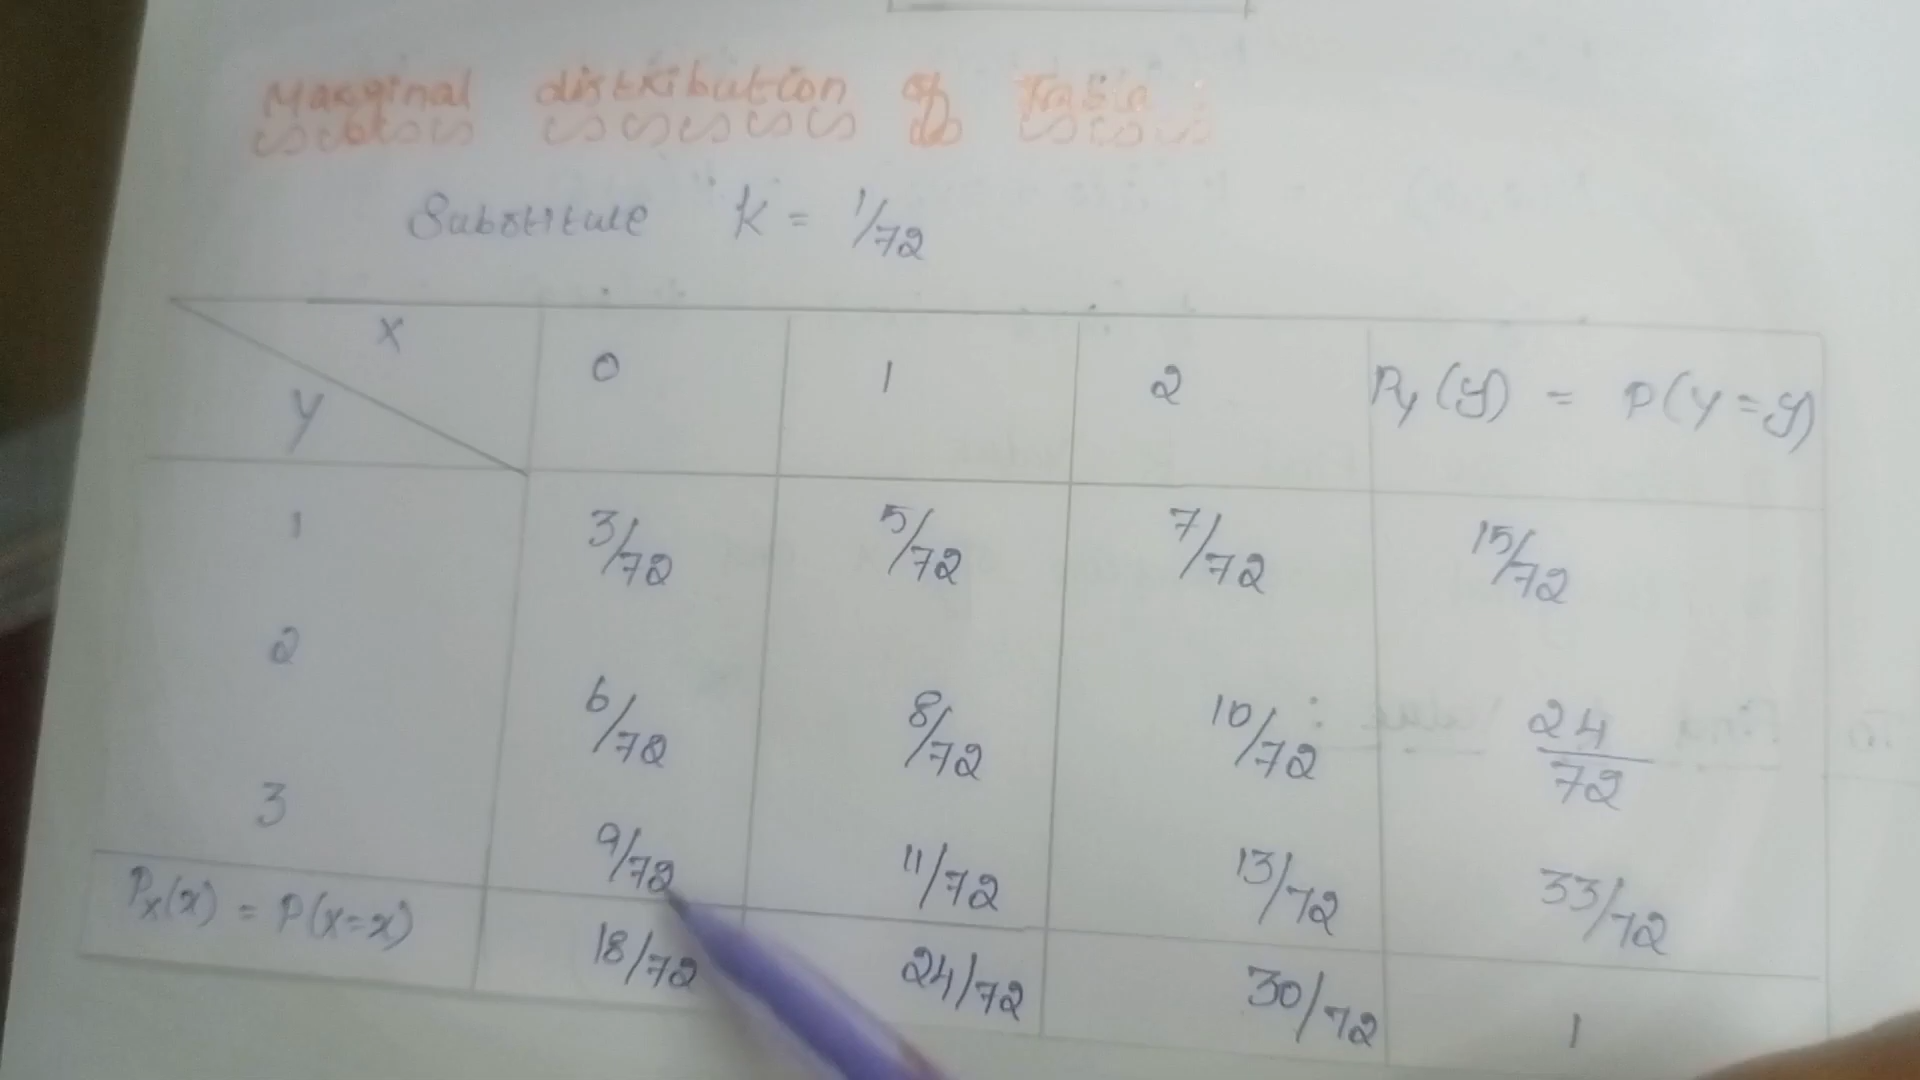 Marginal distribution of Table :
Substitute K = 1/72
X 0 1 2 Py(y) = P(Y=y)
Y
1 3/72 5/72 7/72 15/72
2 6/72 8/72 10/72 24/72
3 9/72 11/72 13/72 33/72
Px(x) = P(X=x) 18/72 24/72 30/72 1